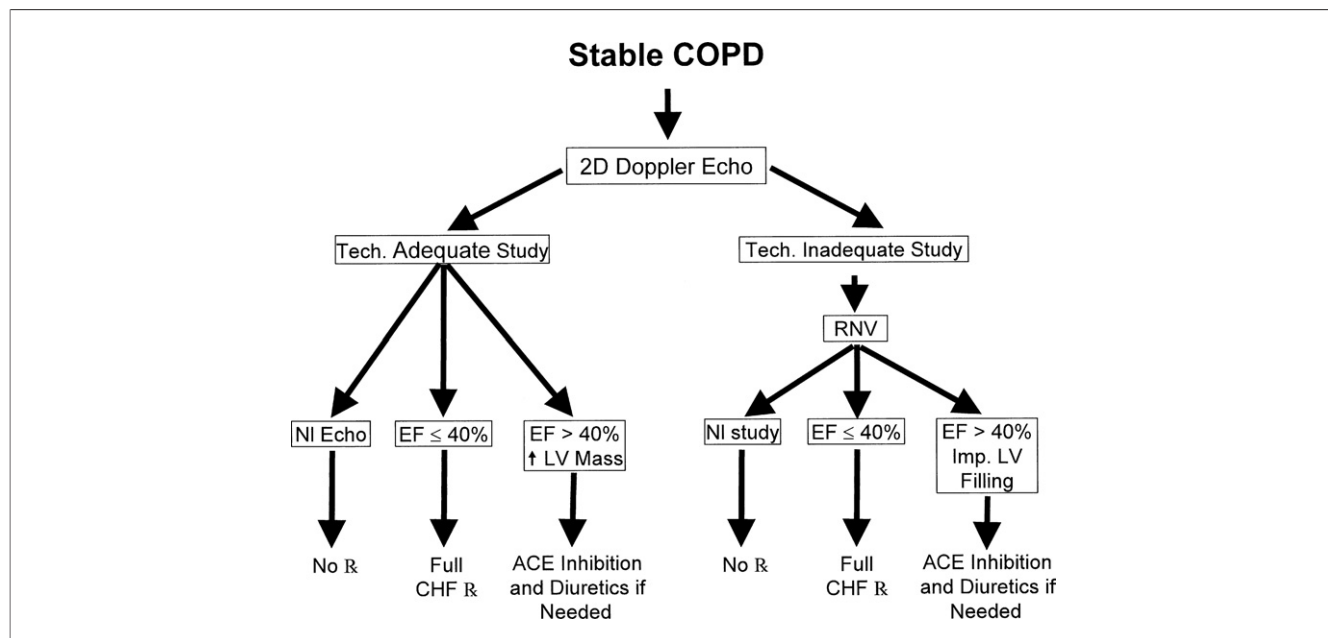 Stable COPD
2D Doppler Echo
Tech. Adequate Study
Tech. Inadequate Study
RNV
Nl Echo
EF ≤ 40%
EF > 40%
↑ LV Mass
Nl study
EF ≤ 40%
EF > 40%
Imp. LV
Filling
No ℞
Full
CHF ℞
ACE Inhibition
and Diuretics if
Needed
No ℞
Full
CHF ℞
ACE Inhibition
and Diuretics if
Needed